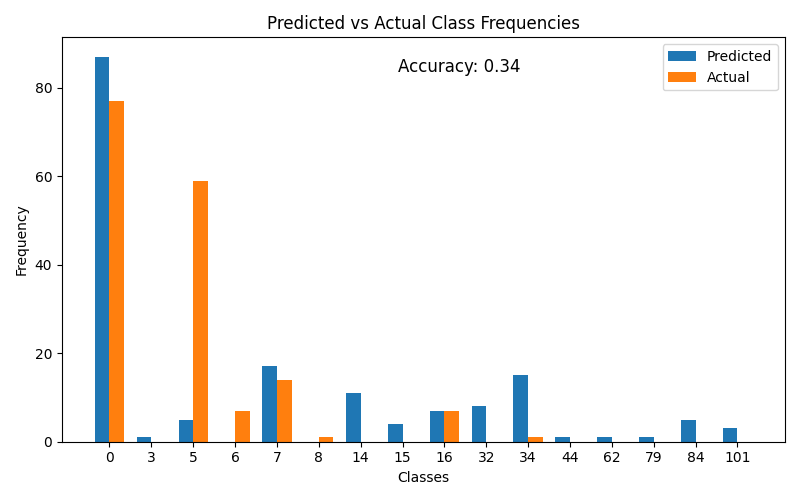 Predicted vs Actual Class Frequencies
Accuracy: 0.34
Predicted
Actual
Frequency
80
60
40
20
0
0 3 5 6 7 8 14 15 16 32 34 44 62 79 84 101
Classes